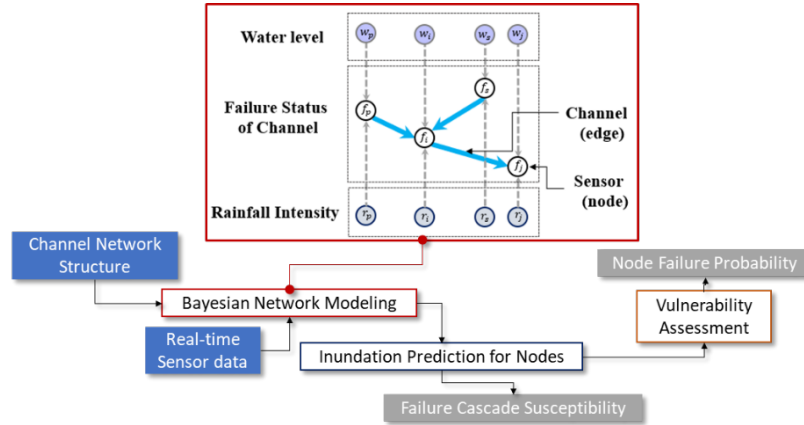 Water level
w_p w_i w_z w_j
Failure Status
of Channel
f_p f_i f_z f_j
Channel
(edge)
Sensor
(node)
Rainfall Intensity
r_p r_i r_z r_j
Channel Network
Structure
Node Failure Probability
Bayesian Network Modeling
Vulnerability
Assessment
Real-time
Sensor data
Inundation Prediction for Nodes
Failure Cascade Susceptibility